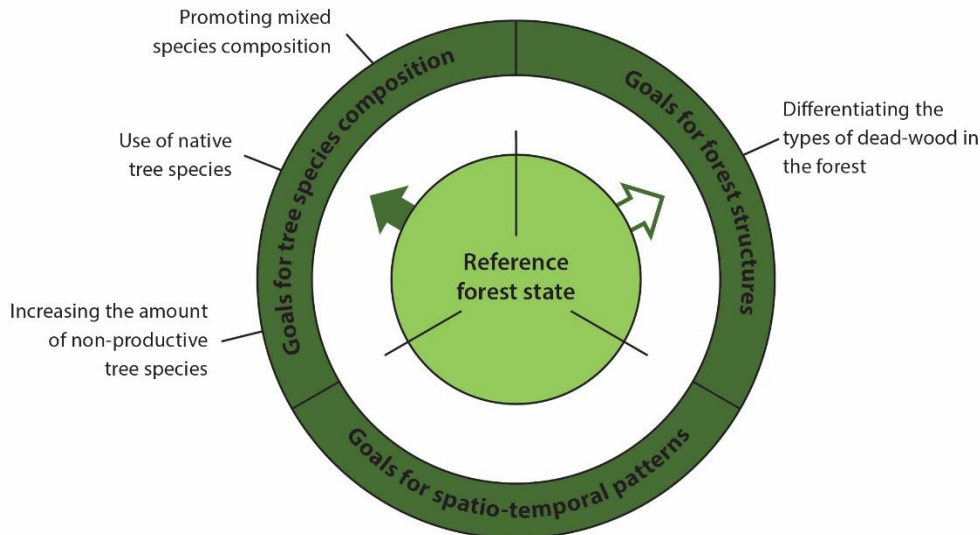 Promoting mixed
species composition
Use of native
tree species
Increasing the amount
of non-productive
tree species
Goals for tree species composition
Goals for forest structures
Differentiating the
types of dead-wood in
the forest
Reference
forest state
Goals for spatio-temporal patterns